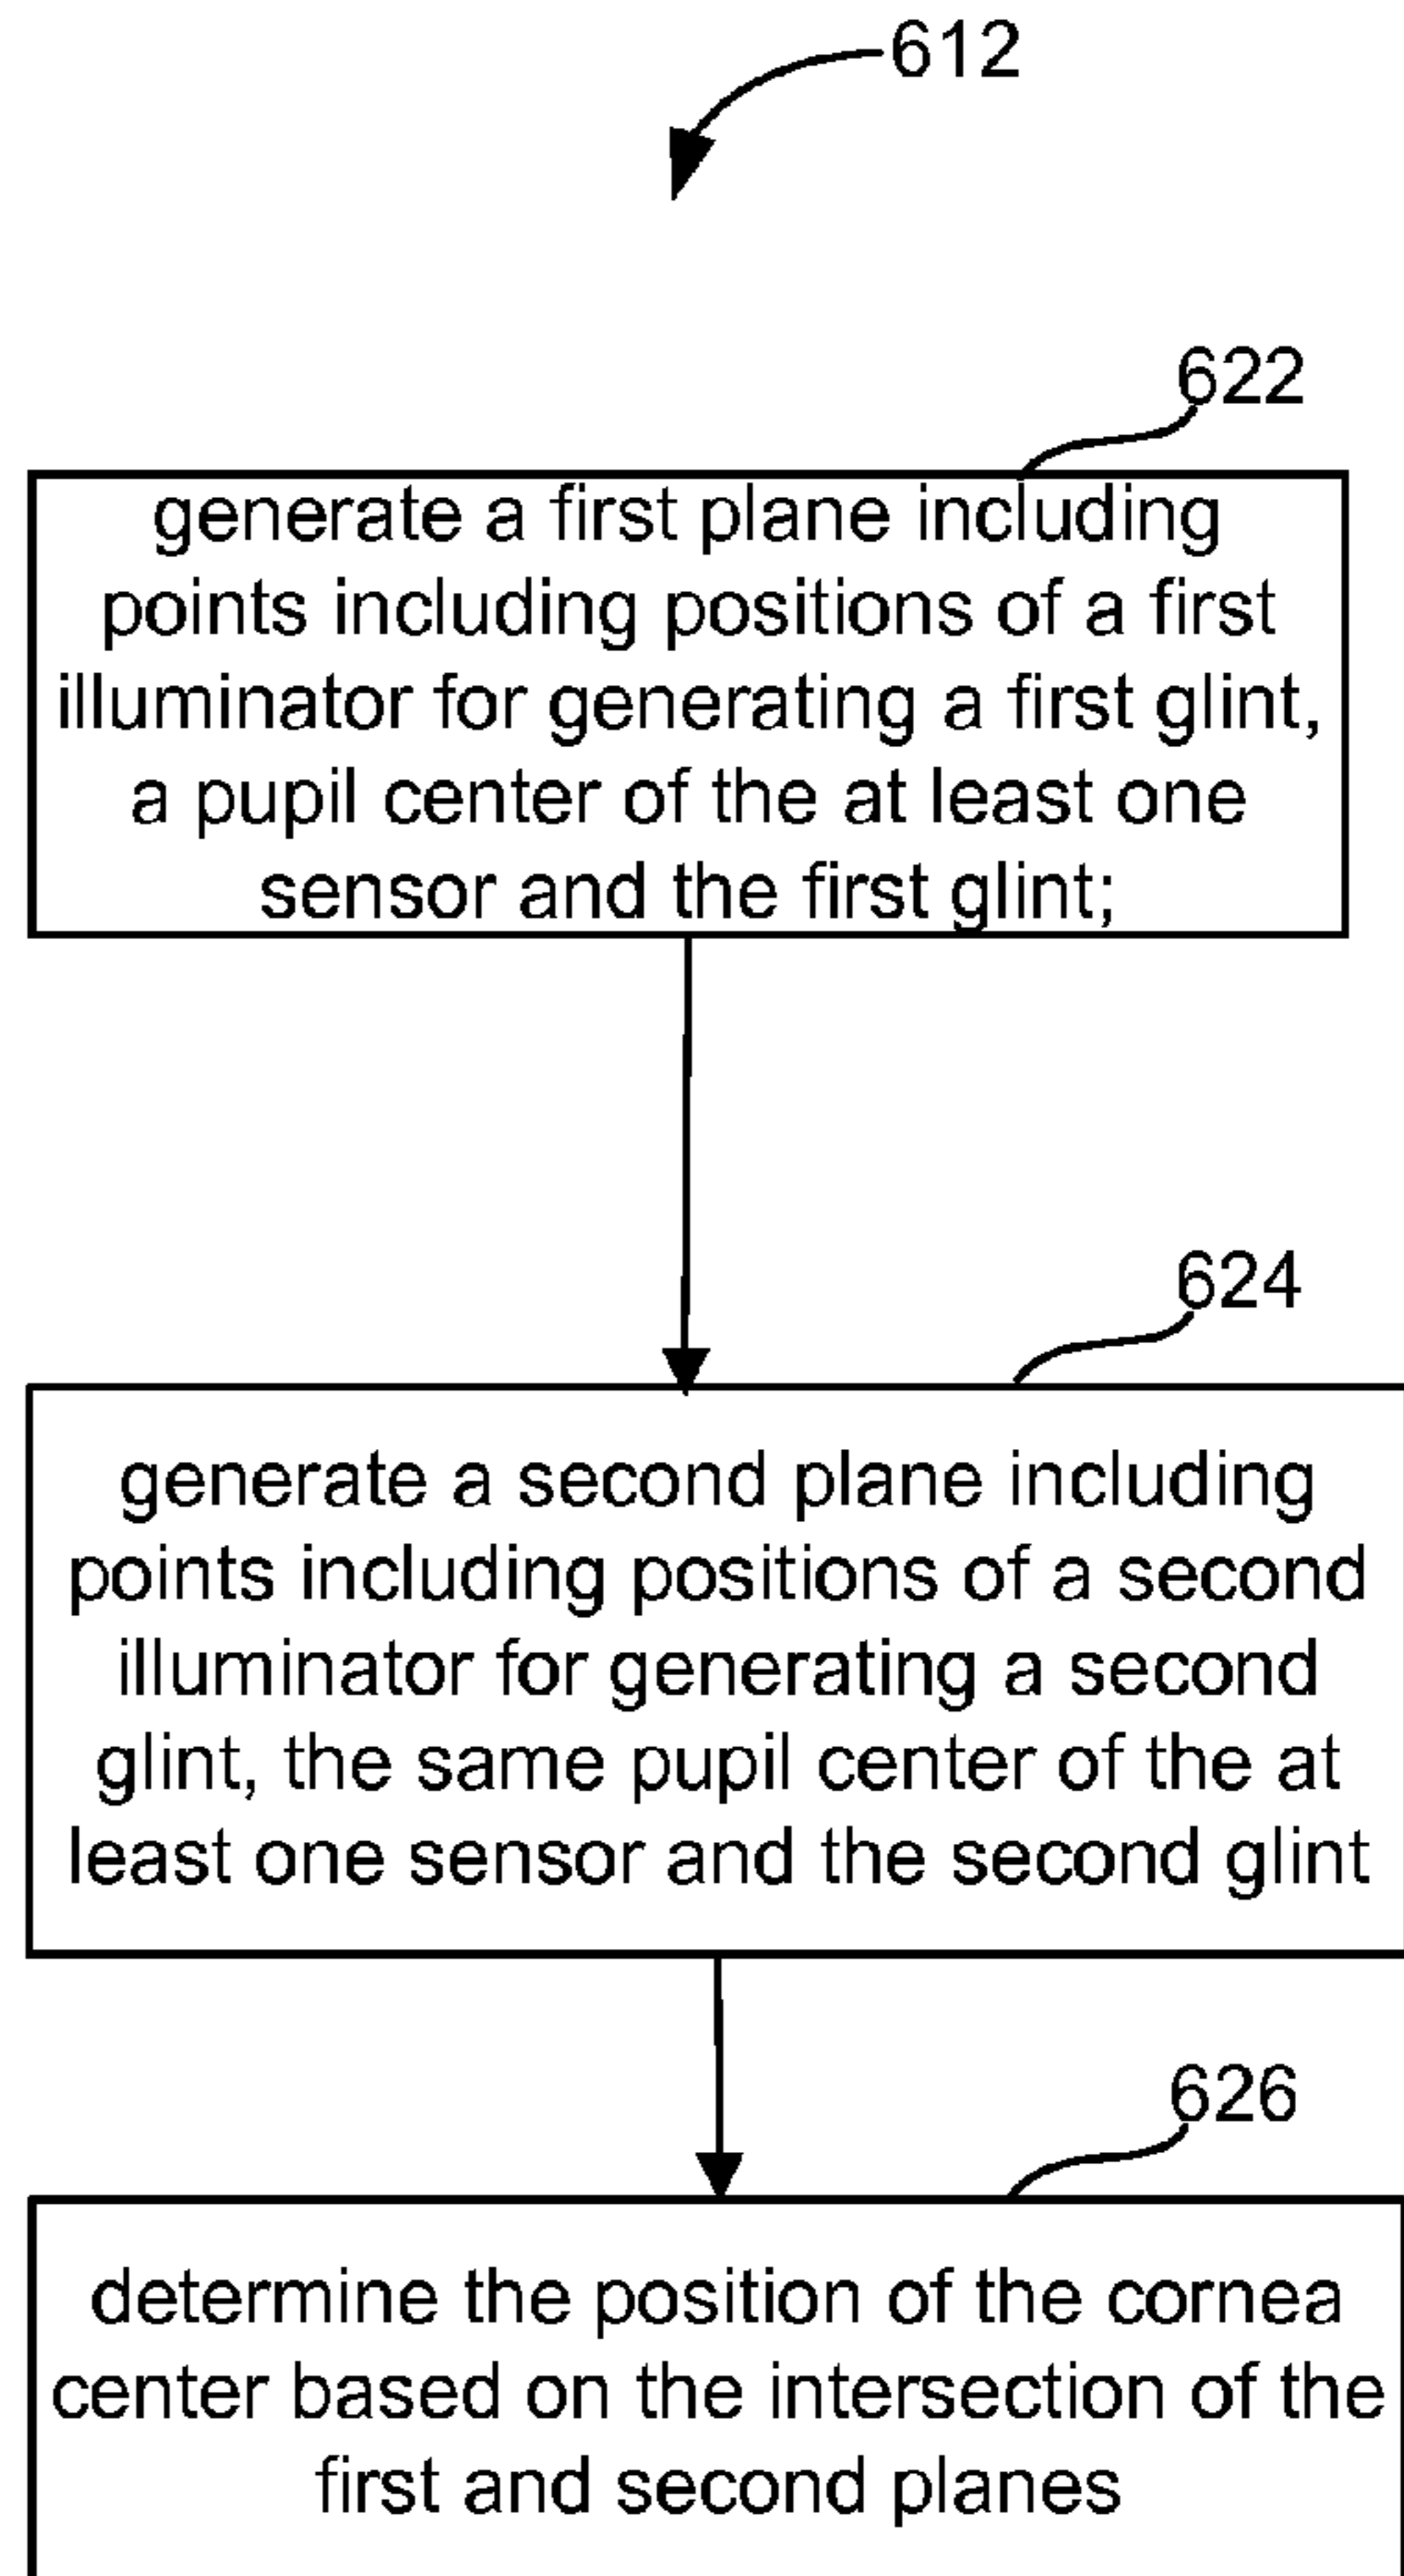 612
622
generate a first plane including
points including positions of a first
illuminator for generating a first glint,
a pupil center of the at least one
sensor and the first glint;
624
generate a second plane including
points including positions of a second
illuminator for generating a second
glint, the same pupil center of the at
least one sensor and the second glint
626
determine the position of the cornea
center based on the intersection of the
first and second planes